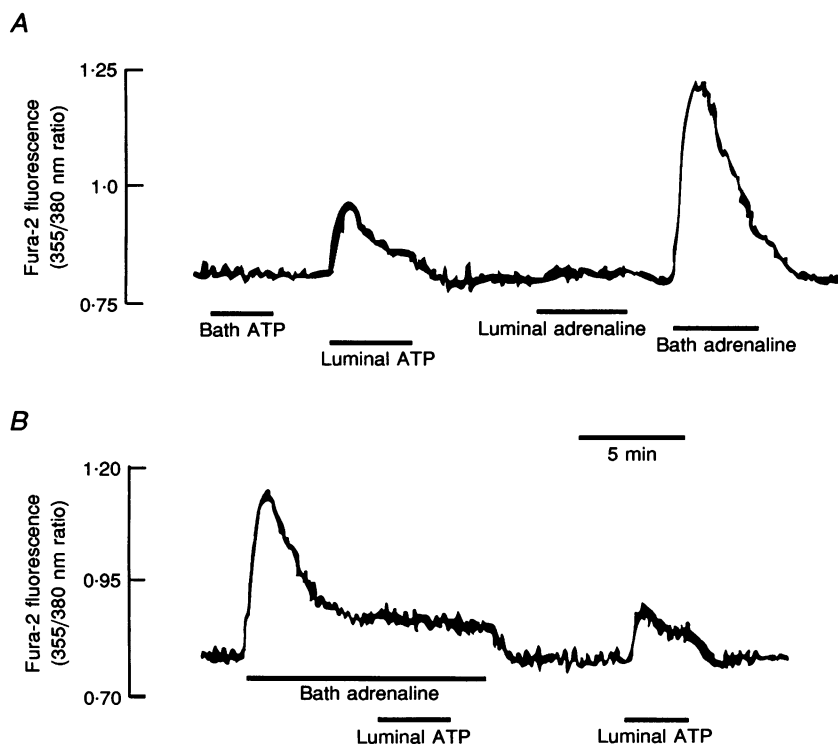 A
Fura-2 fluorescence
(355/380 nm ratio)
1·25
1·0
0·75
Bath ATP
Luminal ATP
Luminal adrenaline
Bath adrenaline
B
5 min
Fura-2 fluorescence
(355/380 nm ratio)
1·20
0·95
0·70
Bath adrenaline
Luminal ATP
Luminal ATP